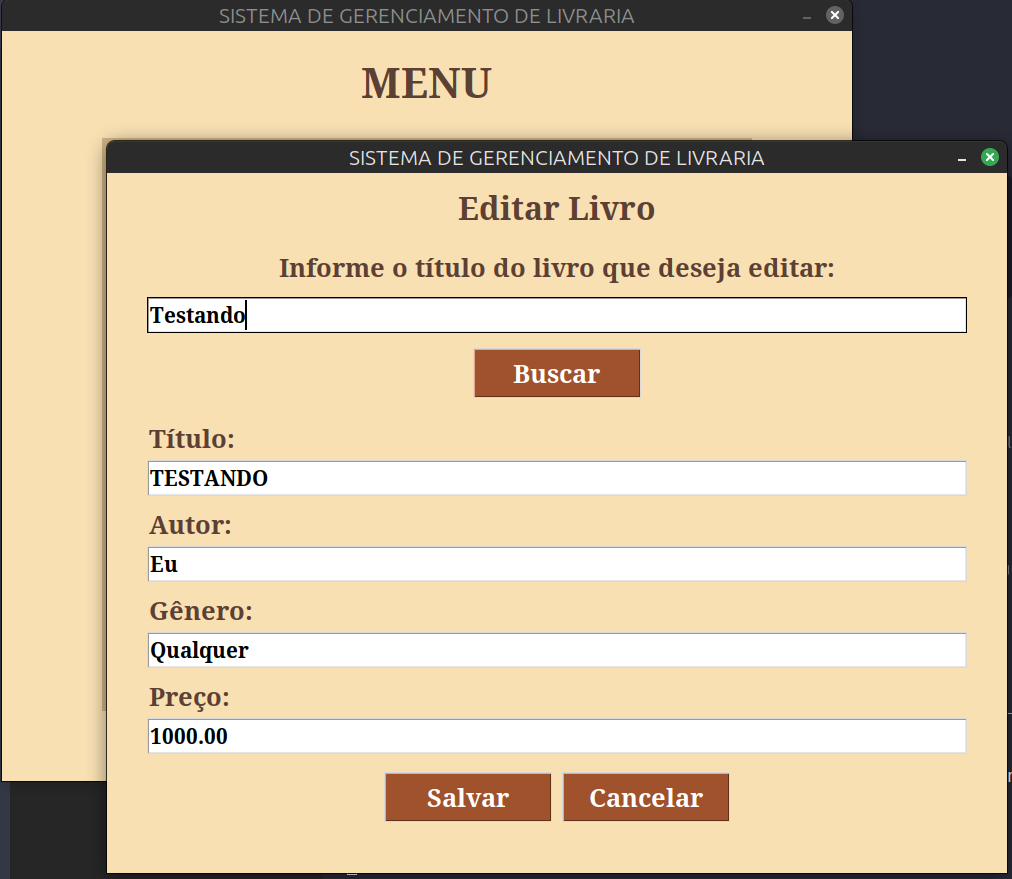 SISTEMA DE GERENCIAMENTO DE LIVRARIA
MENU
SISTEMA DE GERENCIAMENTO DE LIVRARIA
Editar Livro
Informe o título do livro que deseja editar:
Testando
Buscar
Título:
TESTANDO
Autor:
Eu
Gênero:
Qualquer
Preço:
1000.00
Salvar Cancelar